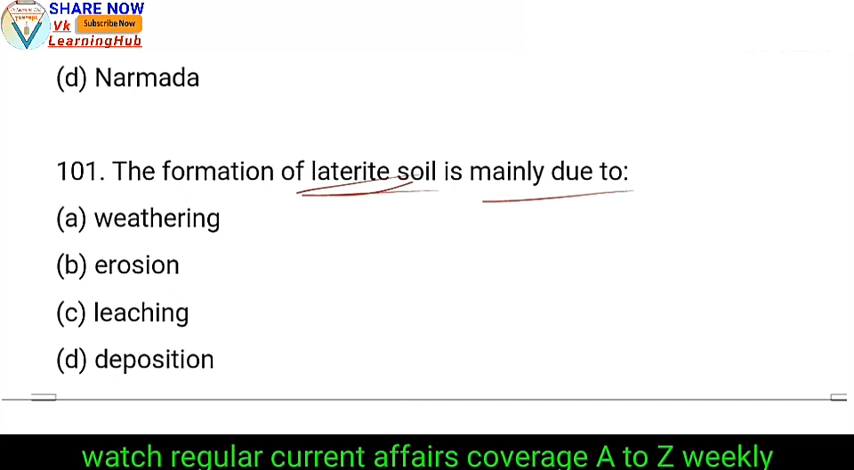 SHARE NOW
Vk Subscribe Now
LearningHub
(d) Narmada
101. The formation of laterite soil is mainly due to:
(a) weathering
(b) erosion
(c) leaching
(d) deposition
watch regular current affairs coverage A to Z weekly